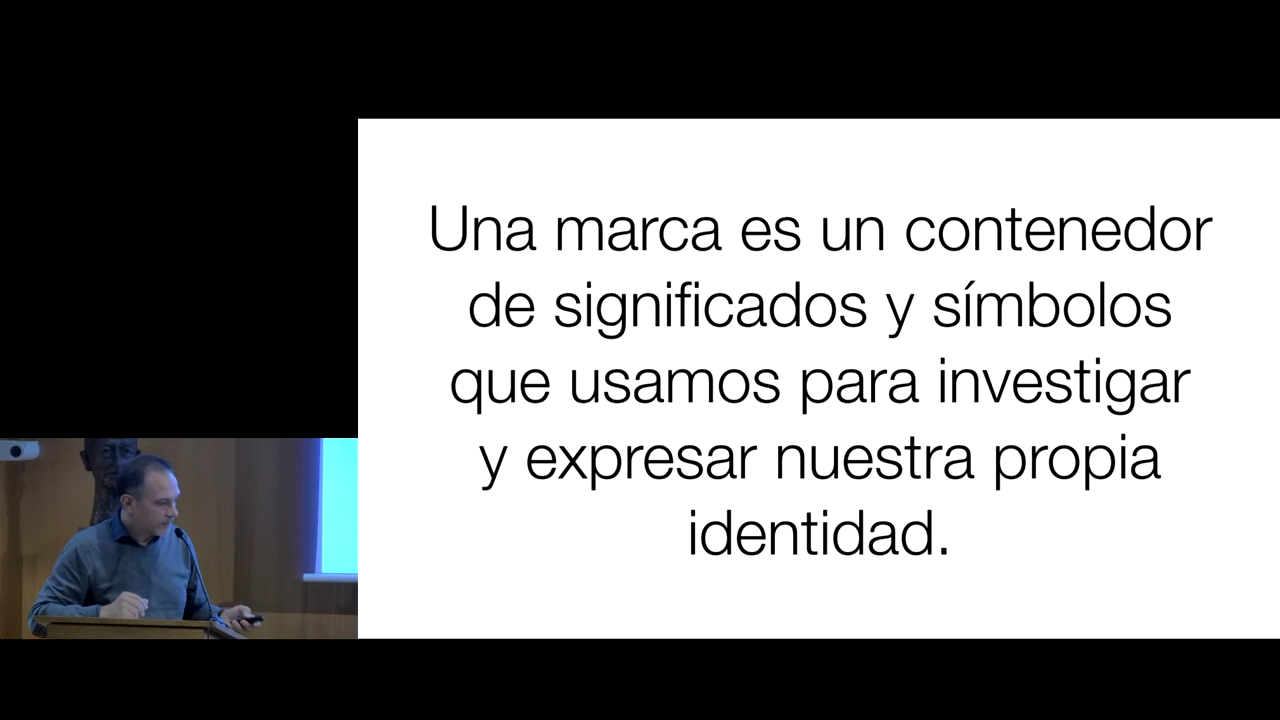 Una marca es un contenedor
de significados y símbolos
que usamos para investigar
y expresar nuestra propia
identidad.